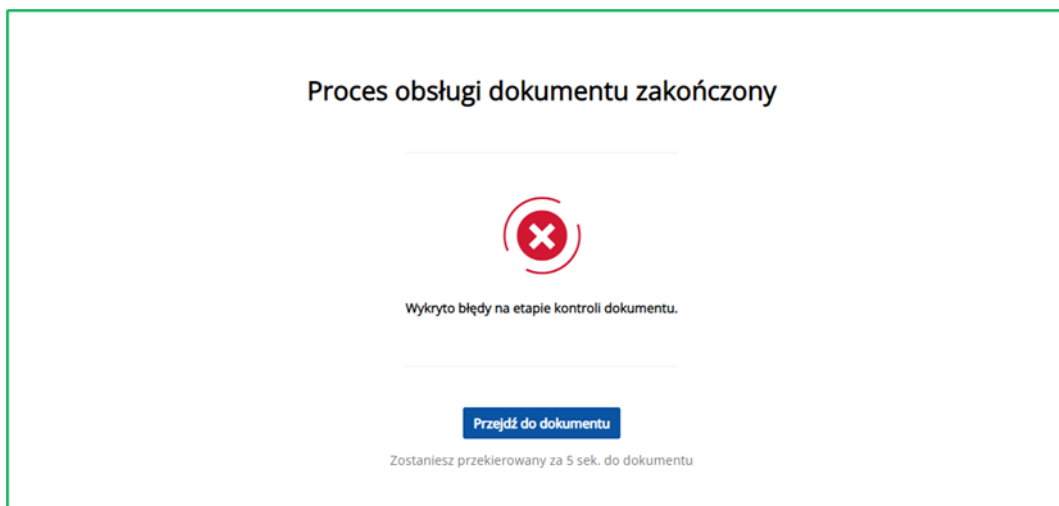 Proces obsługi dokumentu zakończony
Wykryto błędy na etapie kontroli dokumentu.
Przejdź do dokumentu
Zostaniesz przekierowany za 5 sek. do dokumentu